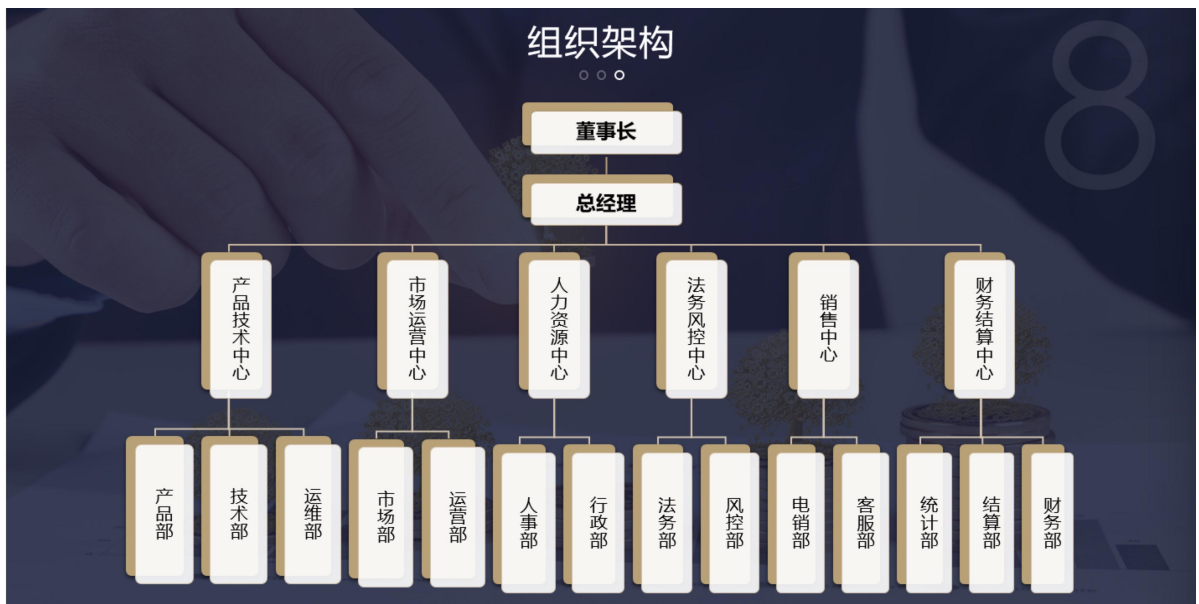 组织架构
8
董事长
总经理
产品技术中心
市场运营中心
人力资源中心
法务风控中心
销售中心
财务结算中心
产品部
技术部
运维部
市场部
运营部
人事部
行政部
法务部
风控部
电销部
客服部
统计部
结算部
财务部